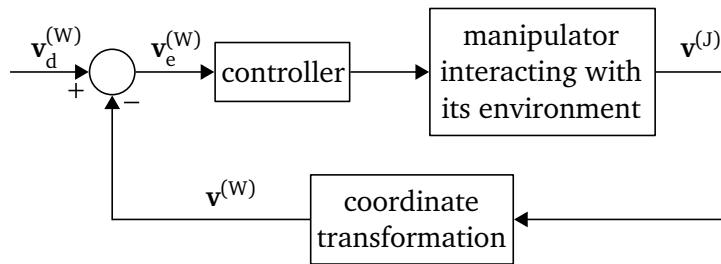 v_d^(W)
+
−
v_e^(W)
controller
manipulator
interacting with
its environment
v^(J)
v^(W)
coordinate
transformation